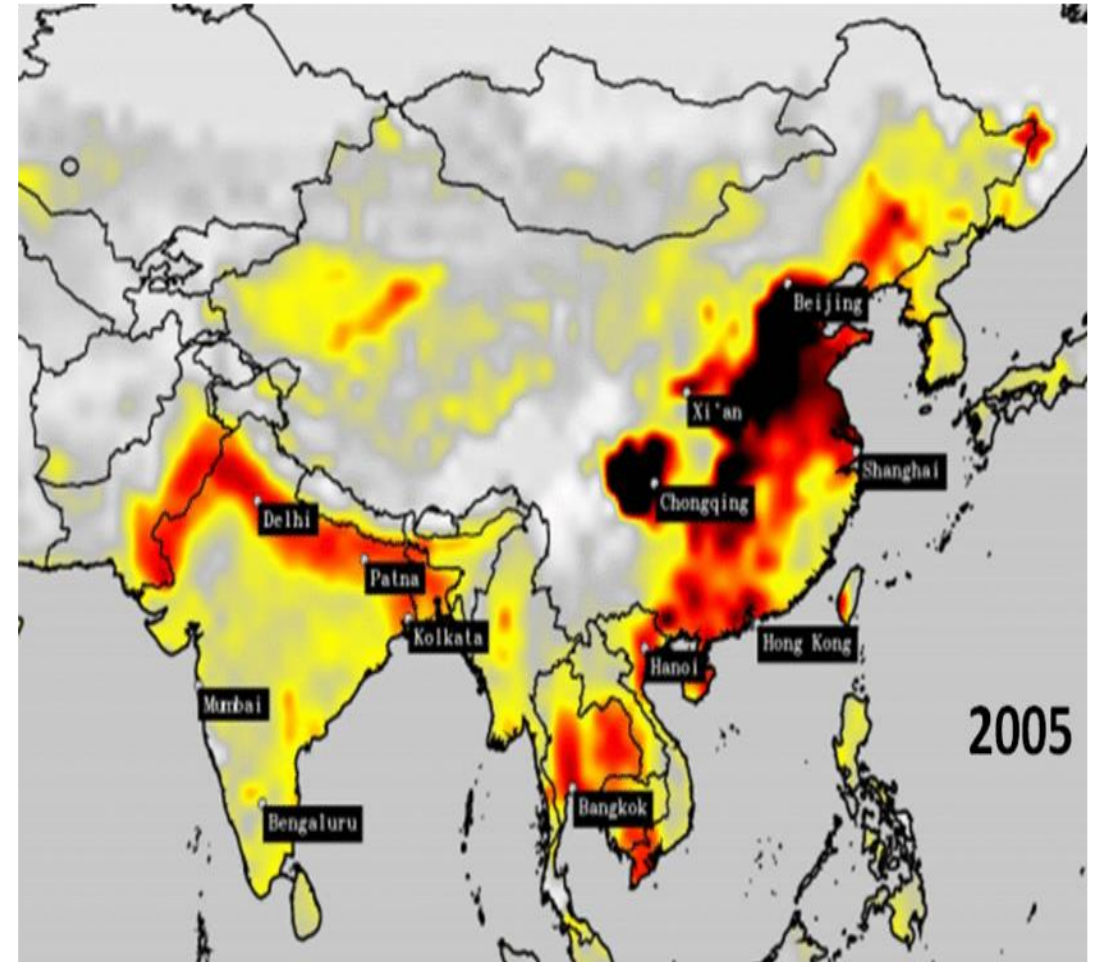 Beijing
Xi'an
Shanghai
Chongqing
Delhi
Patna
Kolkata
Hong Kong
Hanoi
Mumbai
2005
Bangkok
Bengaluru